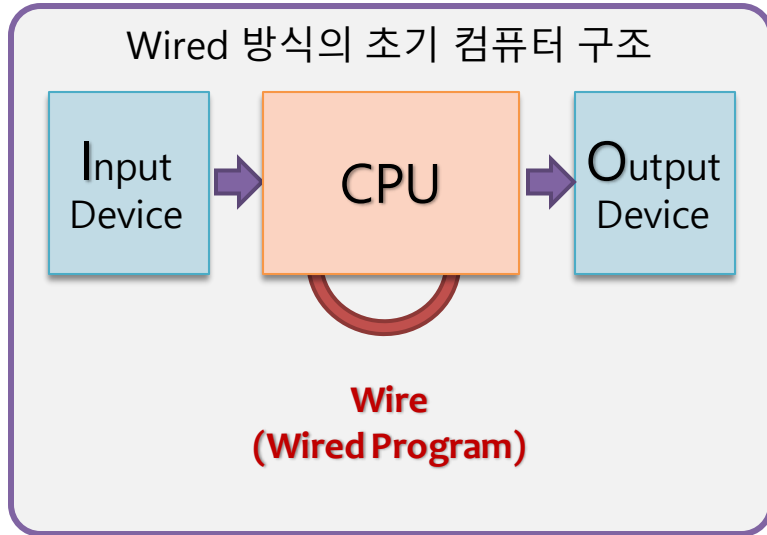 Wired 방식의 초기 컴퓨터 구조
Input
Device
CPU
Output
Device
Wire
(Wired Program)